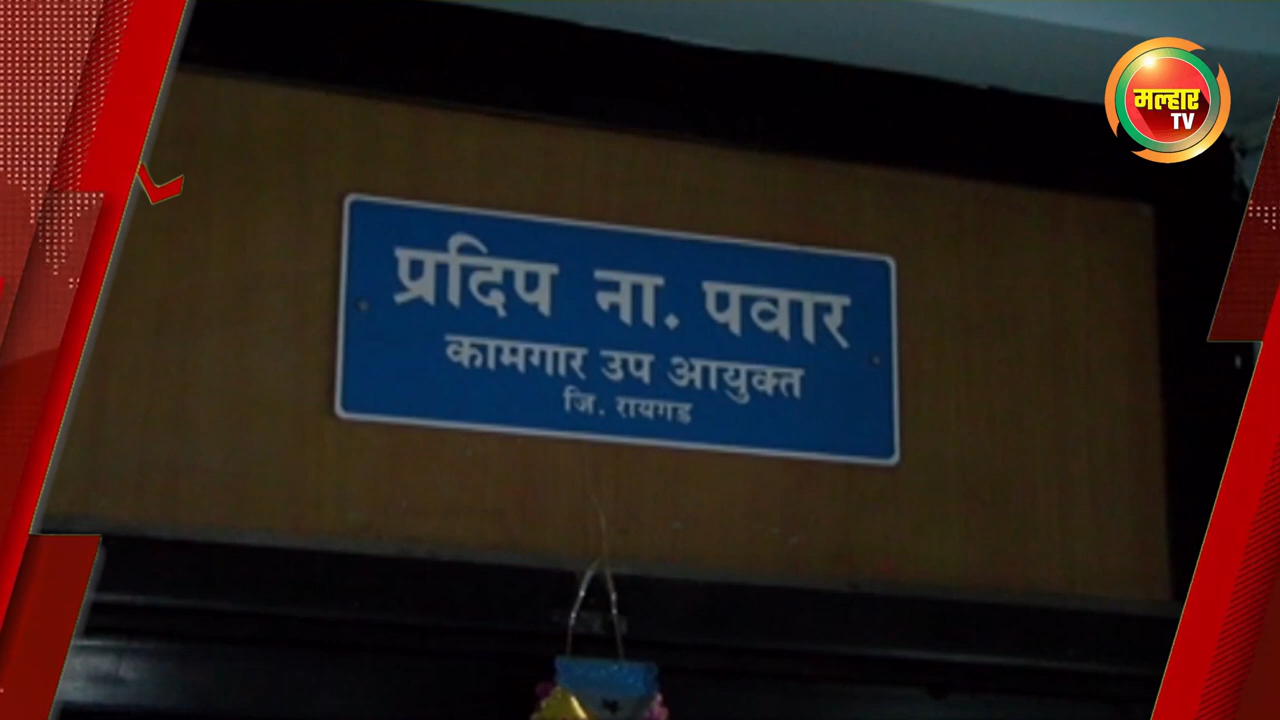 मल्हार
TV
प्रदिप ना. पवार
कामगार उप आयुक्त
जि. रायगड